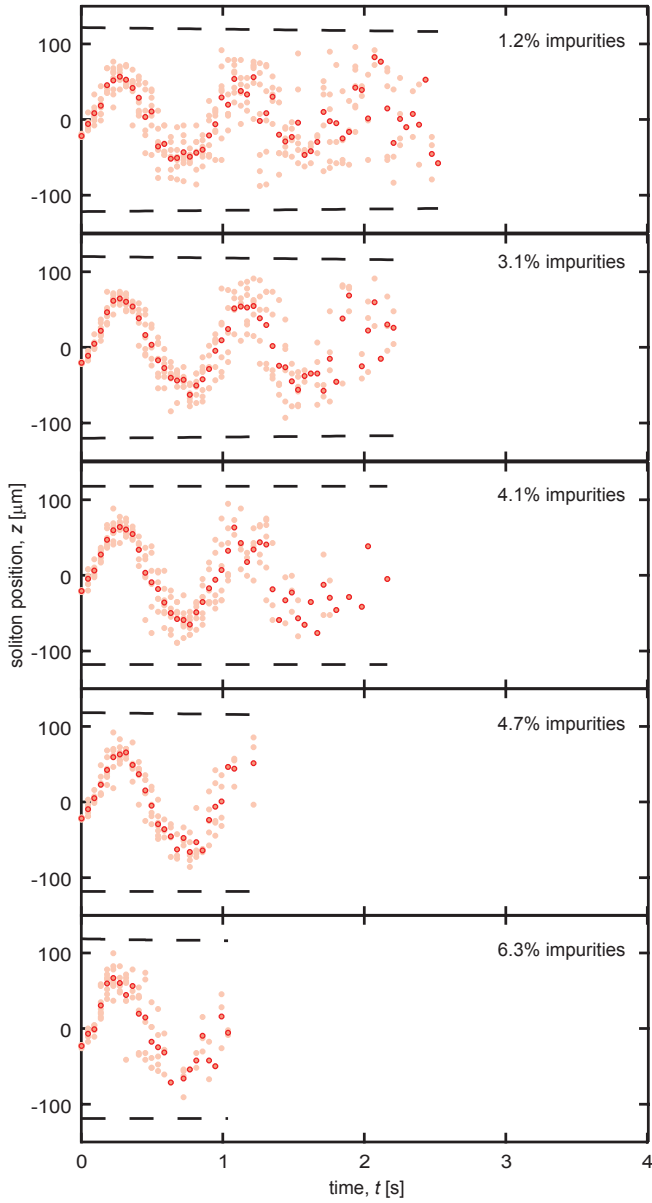 100
0
-100
1.2% impurities
100
0
-100
3.1% impurities
100
0
-100
4.1% impurities
soliton position, z [μm]
100
0
-100
4.7% impurities
100
0
-100
6.3% impurities
0 1 2 3 4
time, t [s]